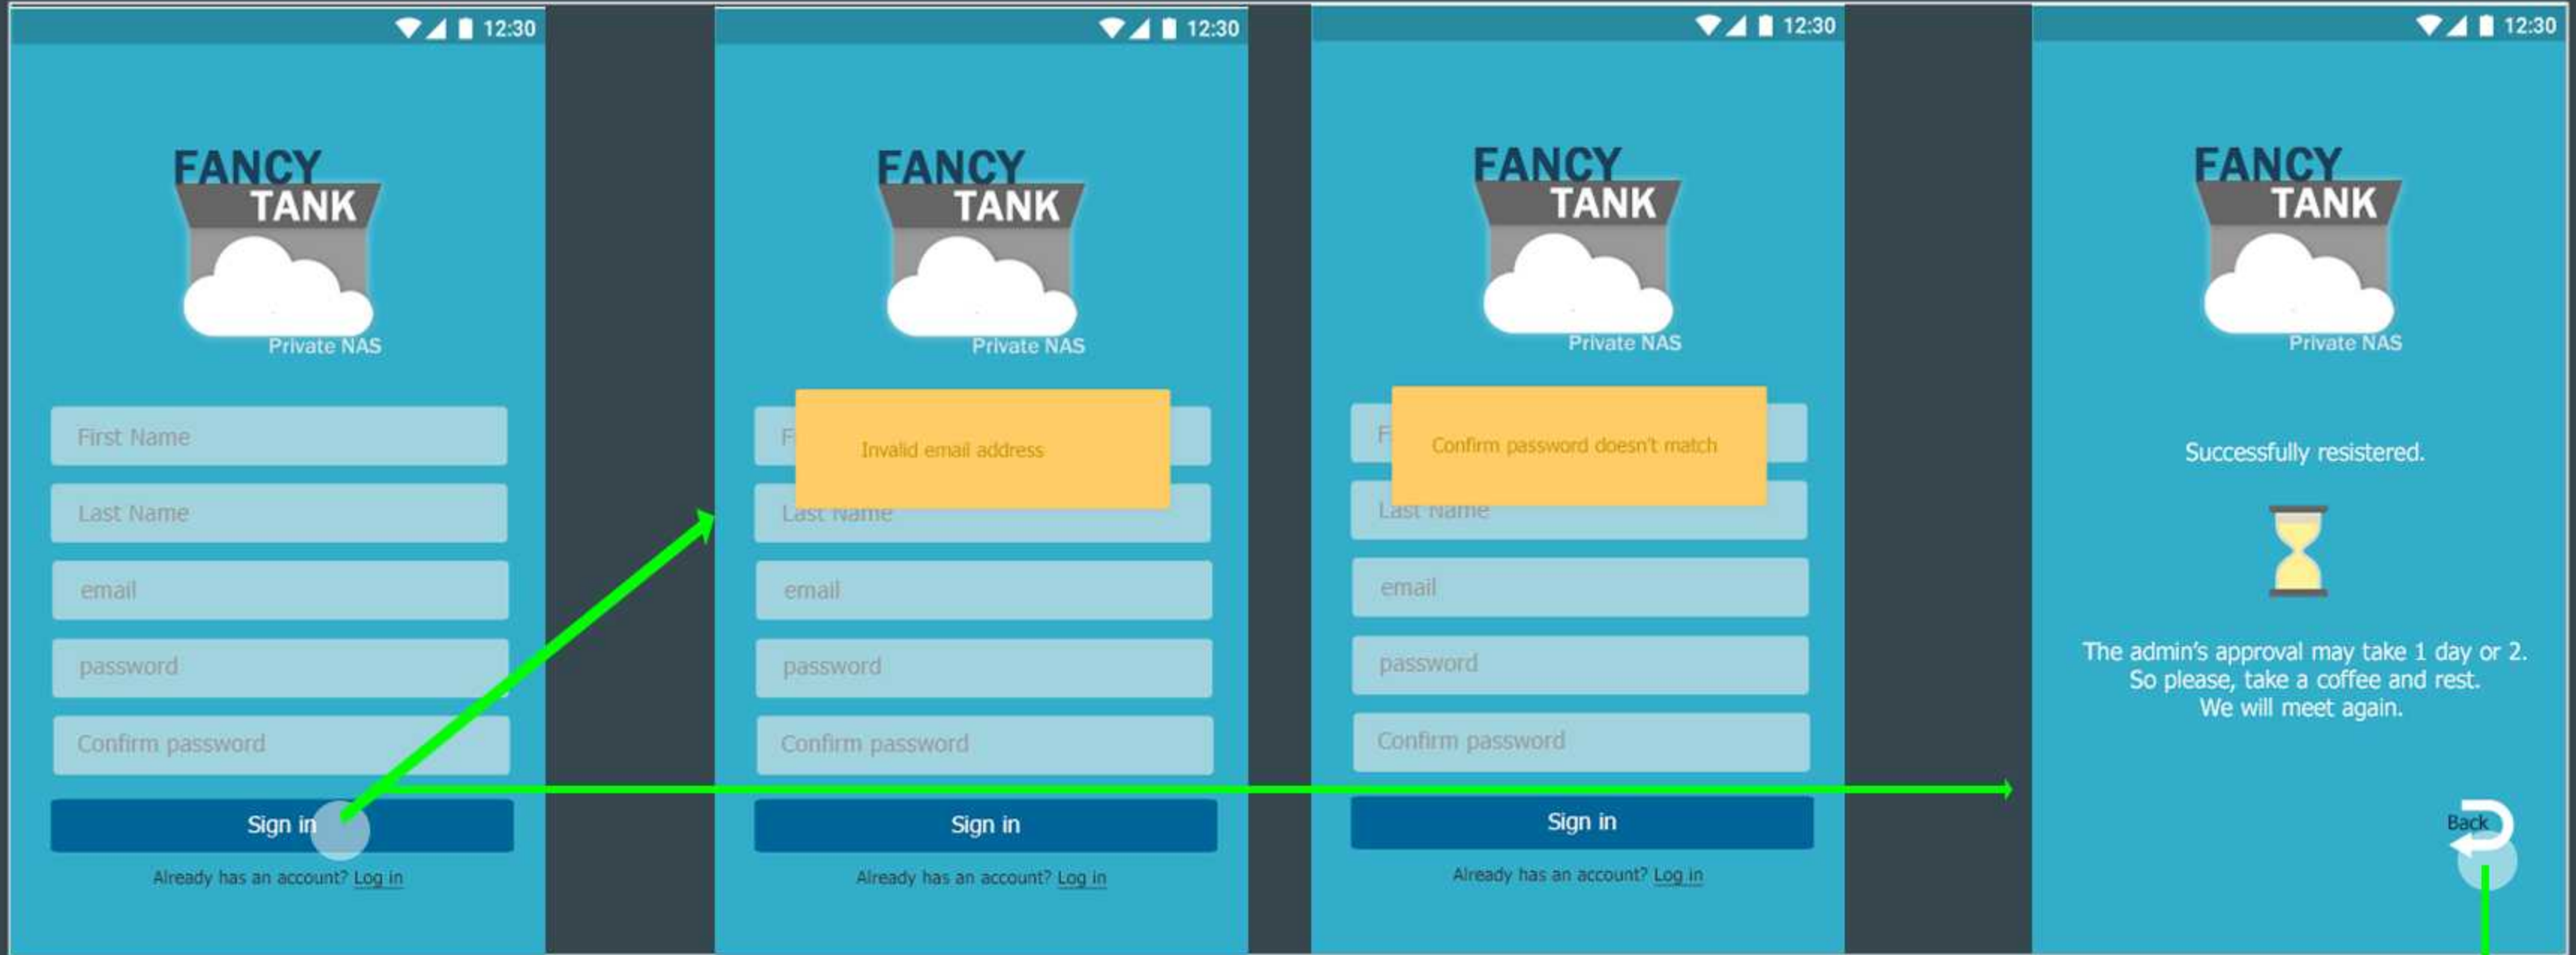 12:30
FANCY
TANK
Private NAS
First Name
Last Name
email
password
Confirm password
Sign in
Already has an account? Log in
12:30
FANCY
TANK
Private NAS
F
Invalid email address
Last Name
email
password
Confirm password
Sign in
Already has an account? Log in
12:30
FANCY
TANK
Private NAS
F
Confirm password doesn't match
Last Name
email
password
Confirm password
Sign in
Already has an account? Log in
12:30
FANCY
TANK
Private NAS
Successfully resistered.
The admin's approval may take 1 day or 2.
So please, take a coffee and rest.
We will meet again.
Back